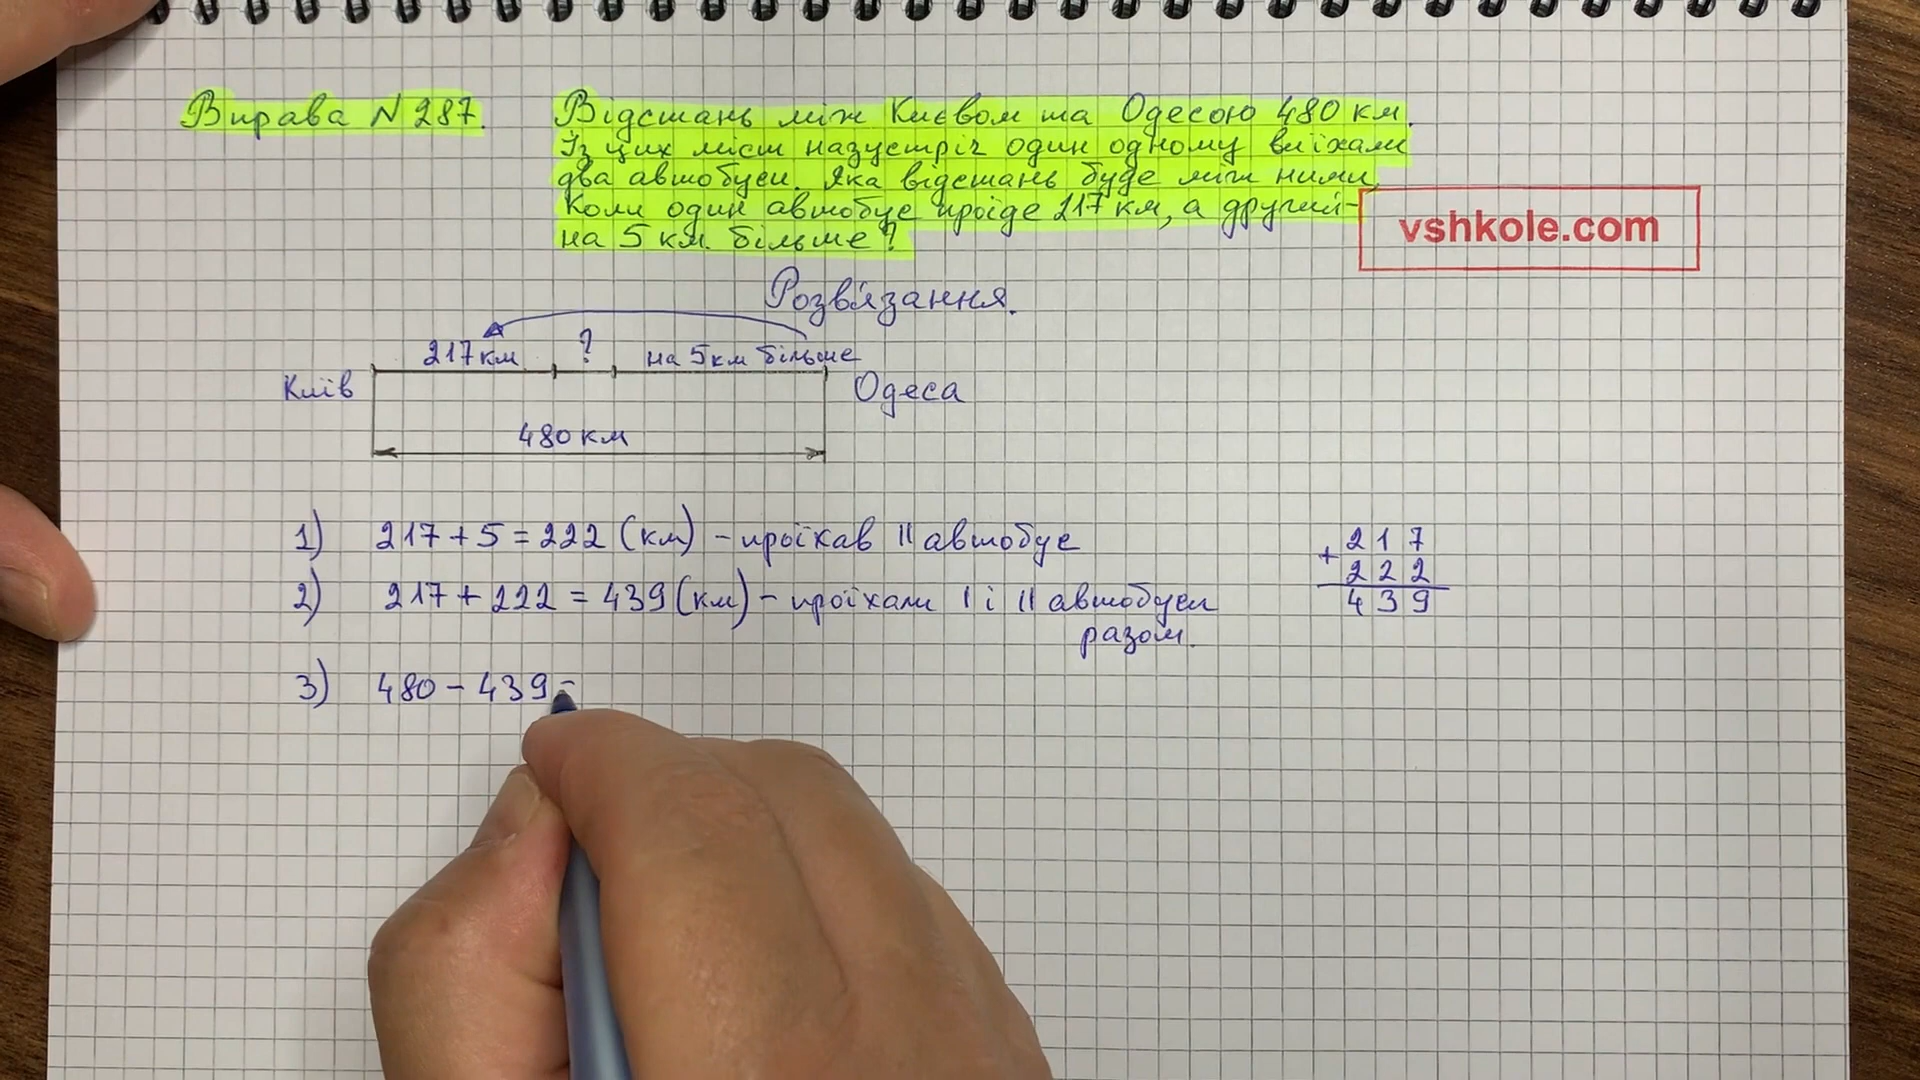 Вправа N287. Відстань між Києвом та Одесою 480 км.
Із цих міст назустріч один одному виїхали
два автобуси. Яка відстань буде між ними,
коли один автобус проїде 217 км, а другий -
на 5 км більше?
vshkole.com
Розв'язання.
217 км ? на 5 км більше
Київ Одеса
480 км
1) 217 + 5 = 222 (км) - проїхав II автобус
2) 217 + 222 = 439 (км) - проїхали I і II автобуси
разом.
3) 480 - 439 =
217
+
222
439